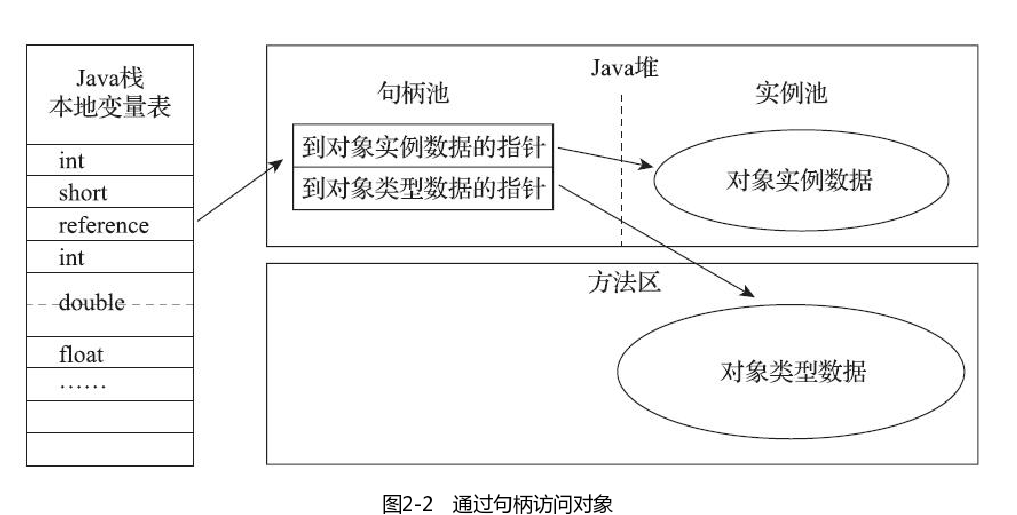 Java栈
本地变量表
int
short
reference
int
double
float
……
Java堆
句柄池
实例池
到对象实例数据的指针
到对象类型数据的指针
对象实例数据
方法区
对象类型数据
图2-2 通过句柄访问对象